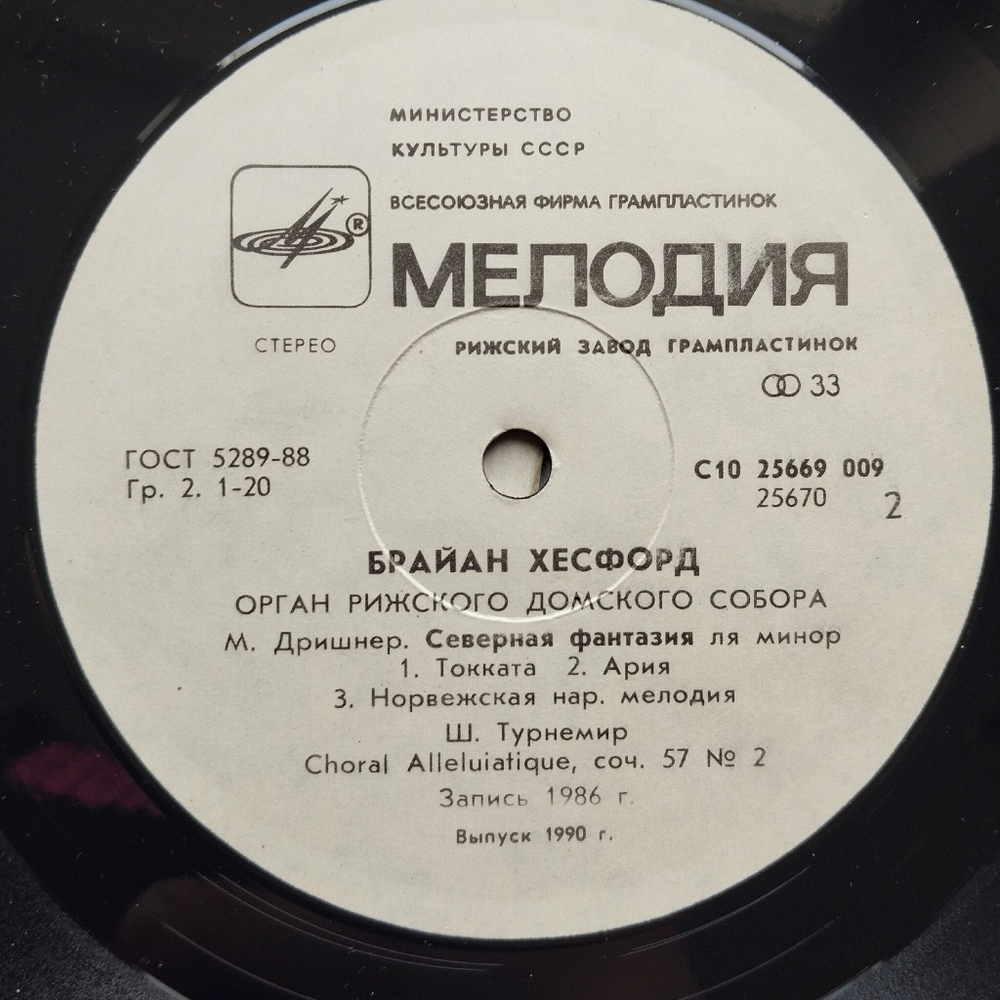 МИНИСТЕРСТВО
КУЛЬТУРЫ СССР
ВСЕСОЮЗНАЯ ФИРМА ГРАМПЛАСТИНОК
®
МЕЛОДИЯ
СТЕРЕО
РИЖСКИЙ ЗАВОД ГРАМПЛАСТИНОК
33
ГОСТ 5289-88
Гр. 2. 1-20
С10 25669 009
25670
2
БРАЙАН ХЕСФОРД
ОРГАН РИЖСКОГО ДОМСКОГО СОБОРА
М. Дришнер. Северная фантазия ля минор
1. Токката 2. Ария
3. Норвежская нар. мелодия
Ш. Турнемир
Choral Alleluiatique, соч. 57 № 2
Запись 1986 г.
Выпуск 1990 г.